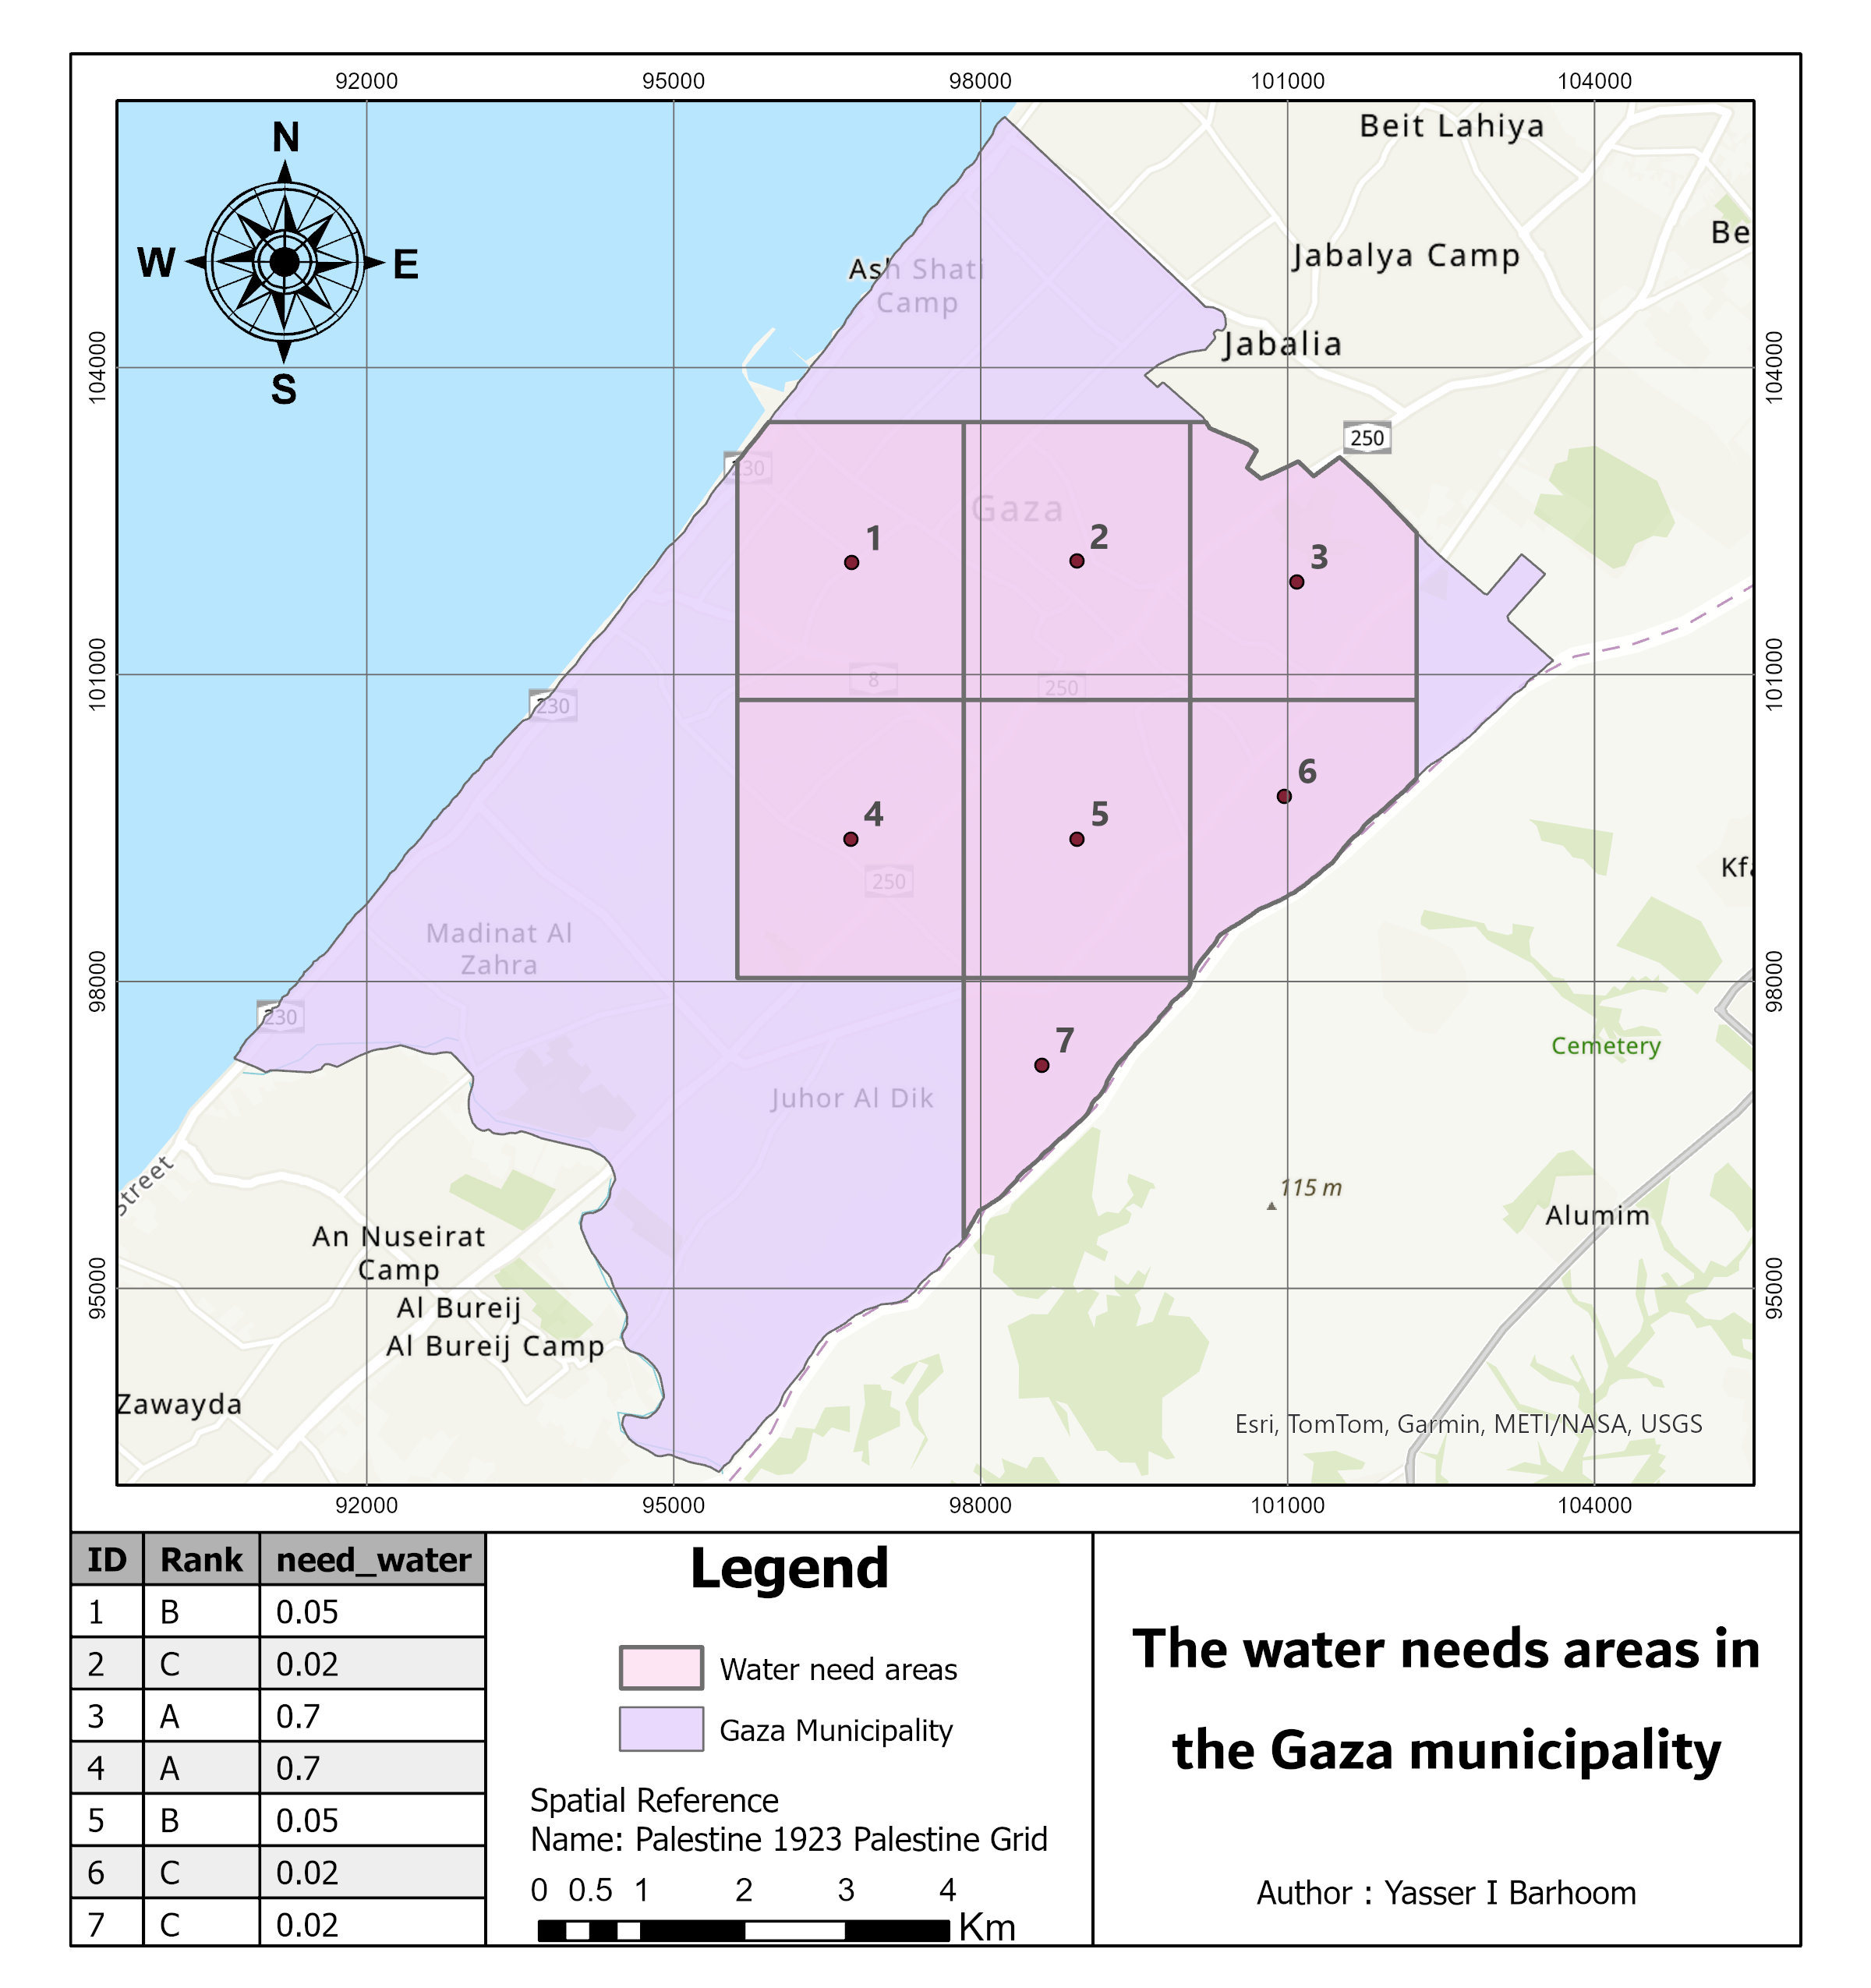 92000 95000 98000 101000 104000
N
W E
S
Beit Lahiya
Be
Jabalya Camp
Ash Shati
Camp
Jabalia
104000 104000
250
230
Gaza
1 2 3
101000 101000
8 250
230
6
4 5
250
Kfa
Madinat Al
Zahra
98000 98000
230
7
Cemetery
Juhor Al Dik
Street
115 m
Alumim
An Nuseirat
Camp
95000 95000
Al Bureij
Al Bureij Camp
Zawayda
Esri, TomTom, Garmin, METI/NASA, USGS
92000 95000 98000 101000 104000
ID Rank need_water
1 B 0.05
2 C 0.02
3 A 0.7
4 A 0.7
5 B 0.05
6 C 0.02
7 C 0.02
Legend
Water need areas
Gaza Municipality
Spatial Reference
Name: Palestine 1923 Palestine Grid
0 0.5 1 2 3 4
Km
The water needs areas in
the Gaza municipality
Author : Yasser I Barhoom